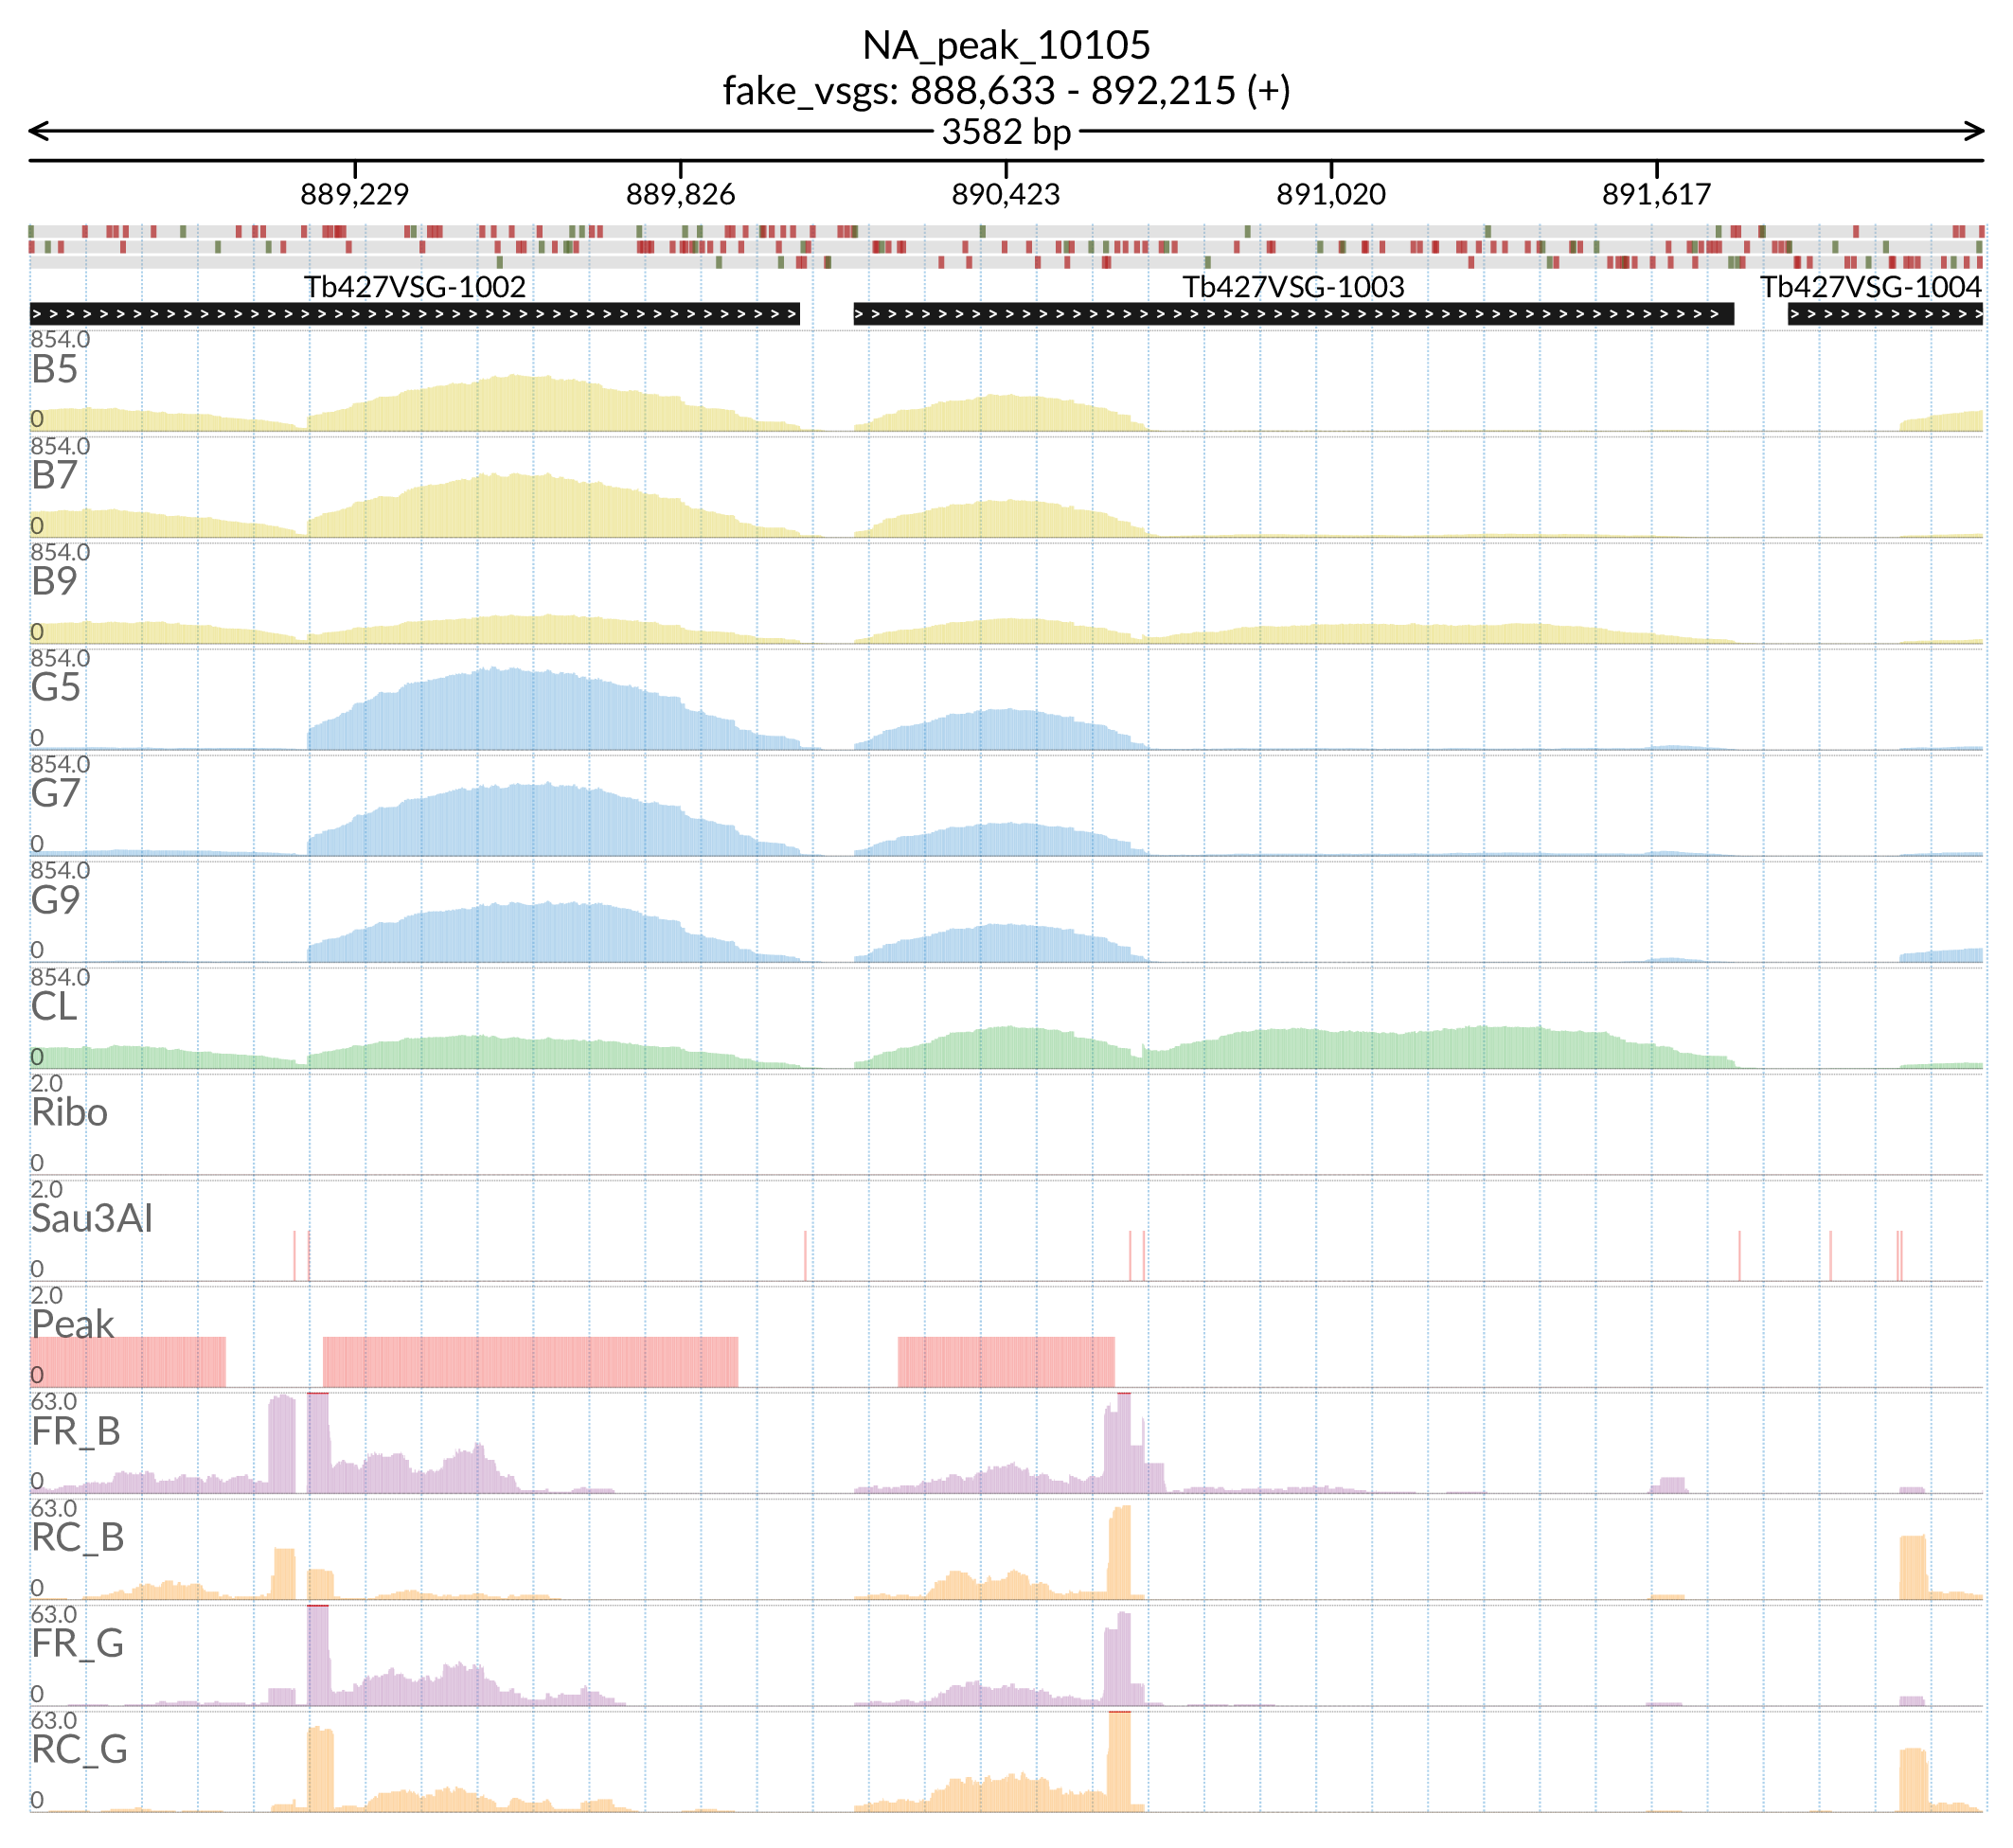 NA_peak_10105
fake_vsgs: 888,633 - 892,215 (+)
3582 bp
889,229 889,826 890,423 891,020 891,617
Tb427VSG-1002 Tb427VSG-1003 Tb427VSG-1004
854.0
B5
0
854.0
B7
0
854.0
B9
0
854.0
G5
0
854.0
G7
0
854.0
G9
0
854.0
CL
0
2.0
Ribo
0
2.0
Sau3AI
0
2.0
Peak
0
63.0
FR_B
0
63.0
RC_B
0
63.0
FR_G
0
63.0
RC_G
0